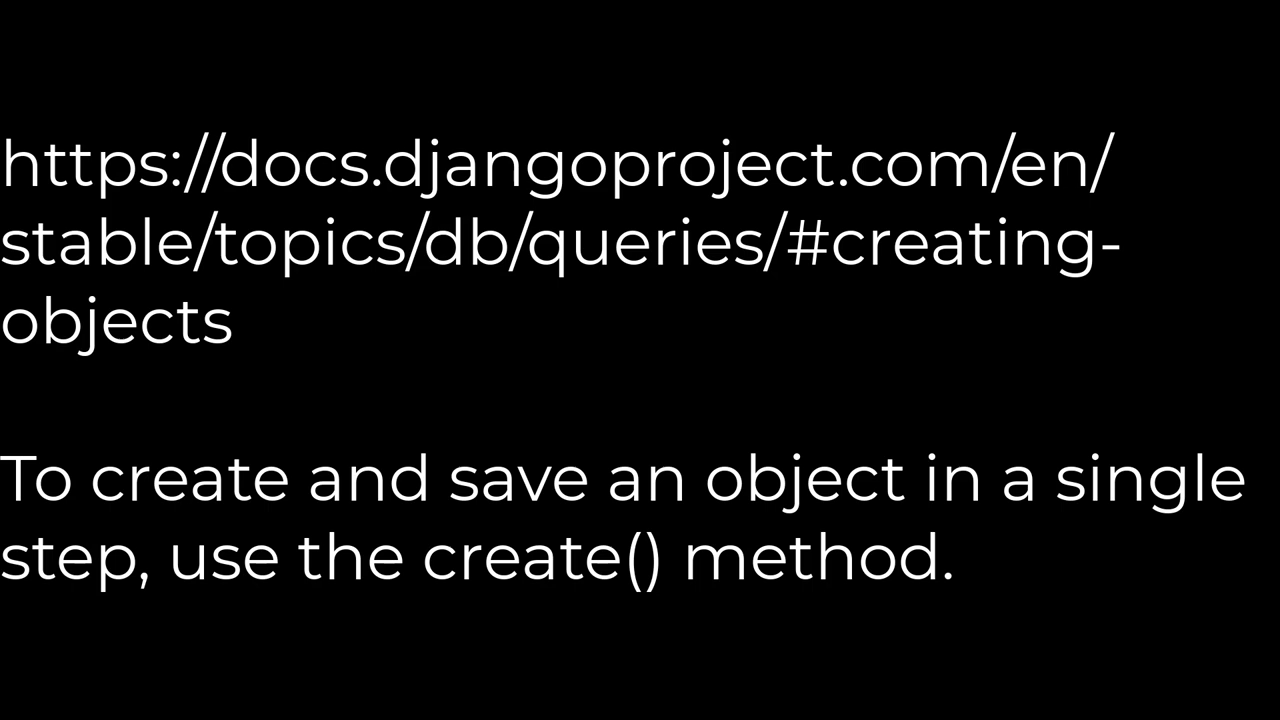 https://docs.djangoproject.com/en/
stable/topics/db/queries/#creating-
objects
To create and save an object in a single
step, use the create() method.